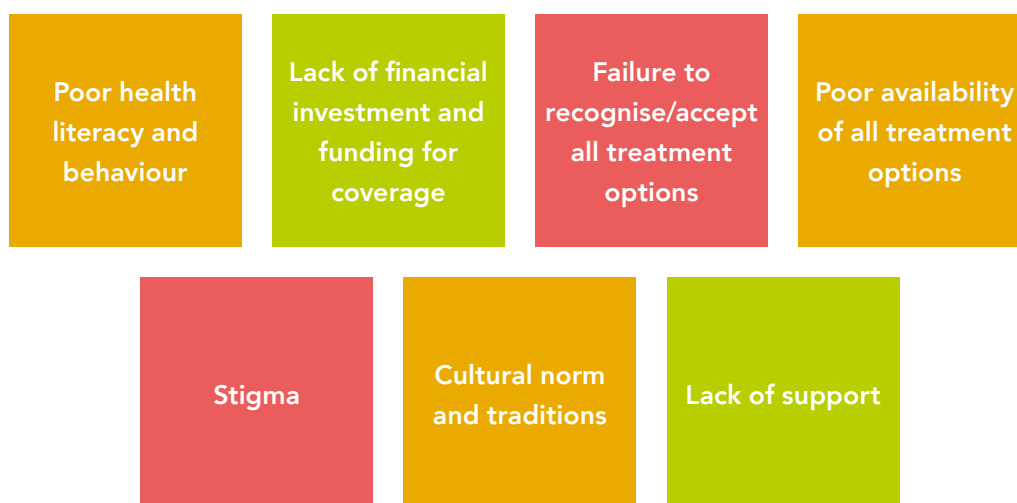 Poor health
literacy and
behaviour
Lack of financial
investment and
funding for
coverage
Failure to
recognise/accept
all treatment
options
Poor availability
of all treatment
options
Stigma
Cultural norm
and traditions
Lack of support